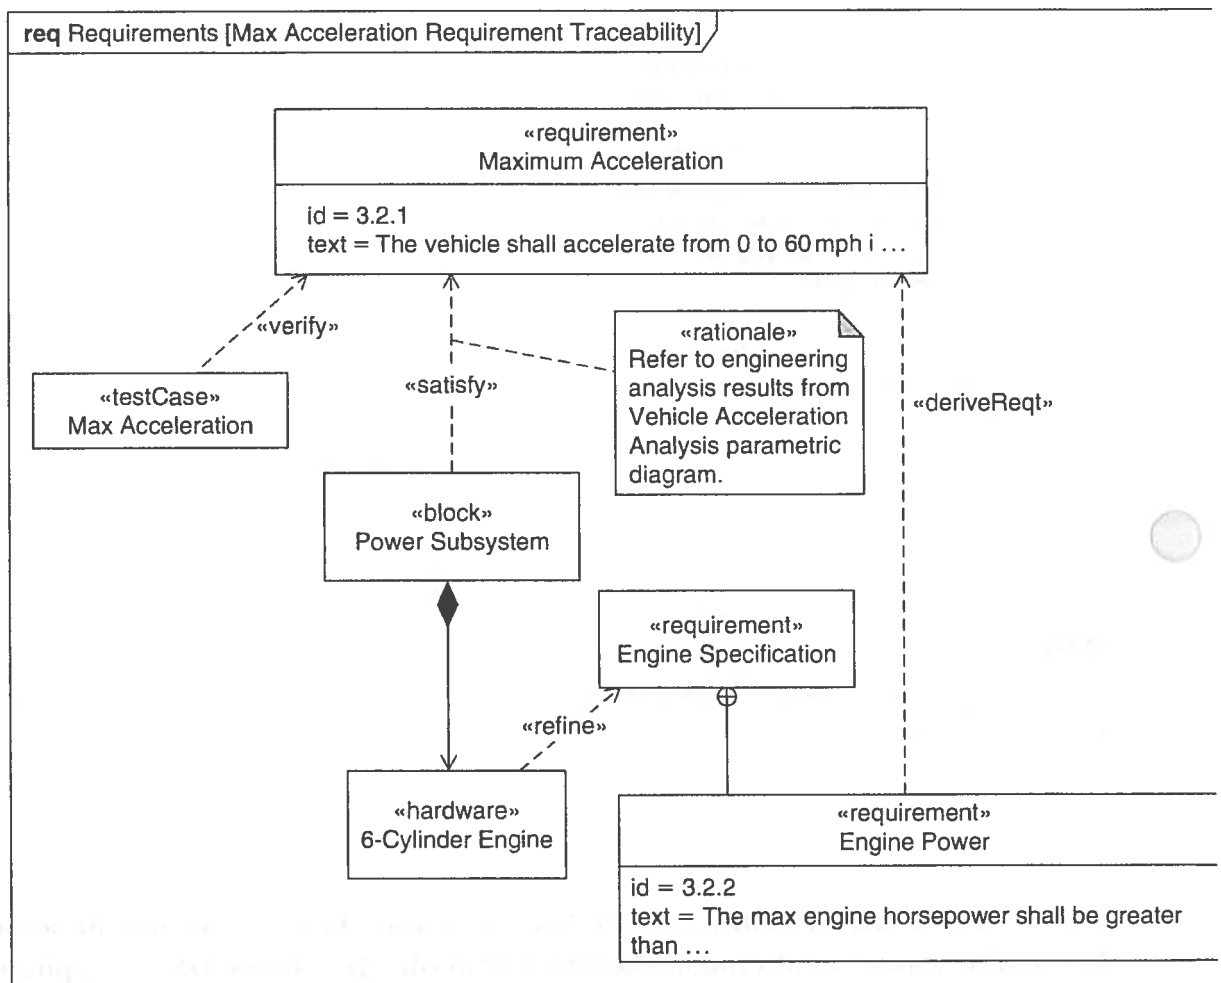 req Requirements [Max Acceleration Requirement Traceability]
«requirement»
Maximum Acceleration
id = 3.2.1
text = The vehicle shall accelerate from 0 to 60 mph i ...
«verify»
«rationale»
Refer to engineering
analysis results from
Vehicle Acceleration
Analysis parametric
diagram.
«testCase»
Max Acceleration
«satisfy»
«deriveReqt»
«block»
Power Subsystem
«requirement»
Engine Specification
«refine»
«hardware»
6-Cylinder Engine
«requirement»
Engine Power
id = 3.2.2
text = The max engine horsepower shall be greater
than ...